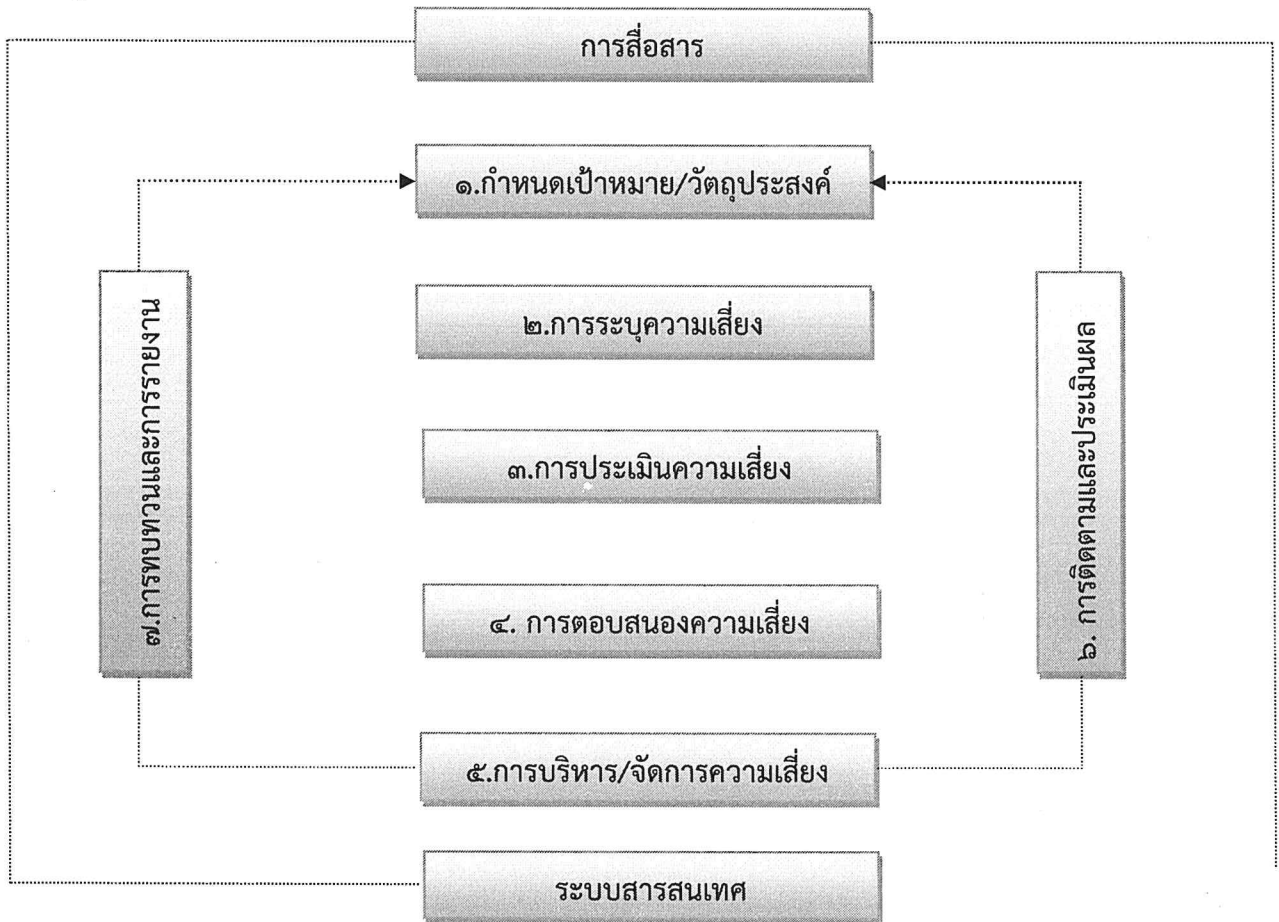 การสื่อสาร
๑.กำหนดเป้าหมาย/วัตถุประสงค์
๒.การระบุความเสี่ยง
๓.การประเมินความเสี่ยง
๔. การตอบสนองความเสี่ยง
๕.การบริหาร/จัดการความเสี่ยง
๖. การติดตามและประเมินผล
๗.การทบทวนและการรายงาน
ระบบสารสนเทศ